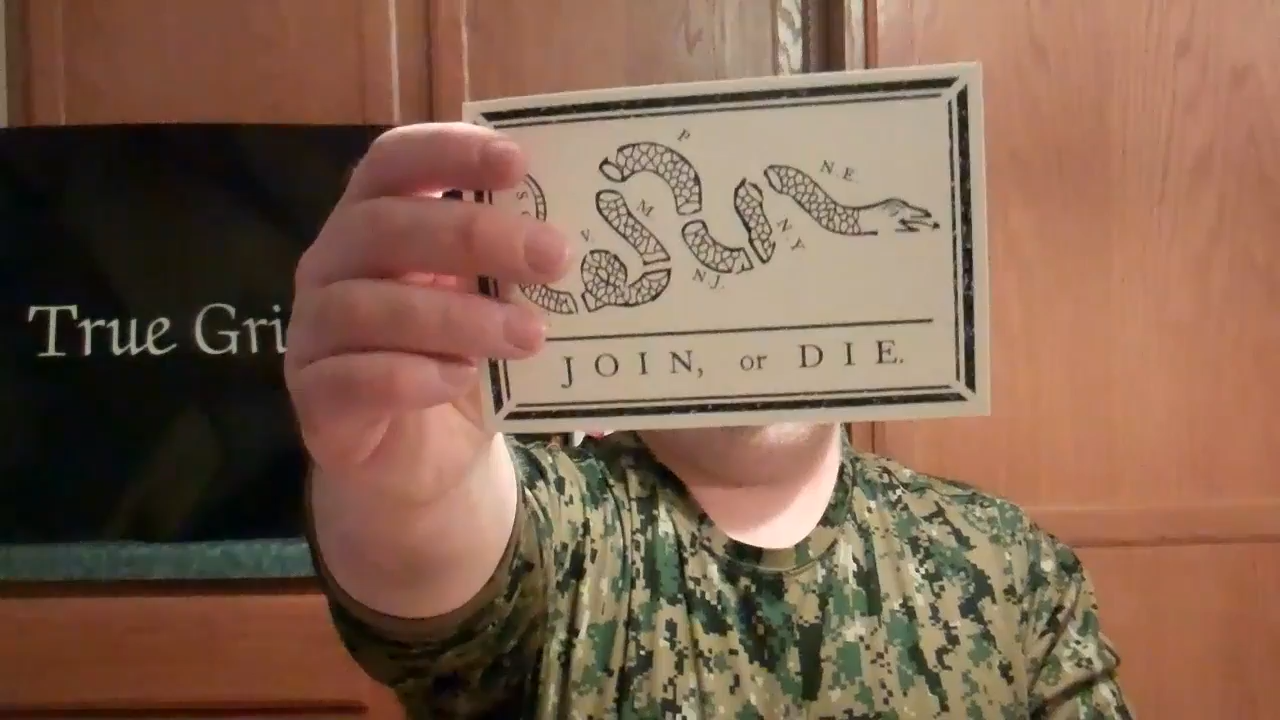 True Gri
S
P
N. E.
M
V.
N. Y.
N J.
JOIN, or DIE.